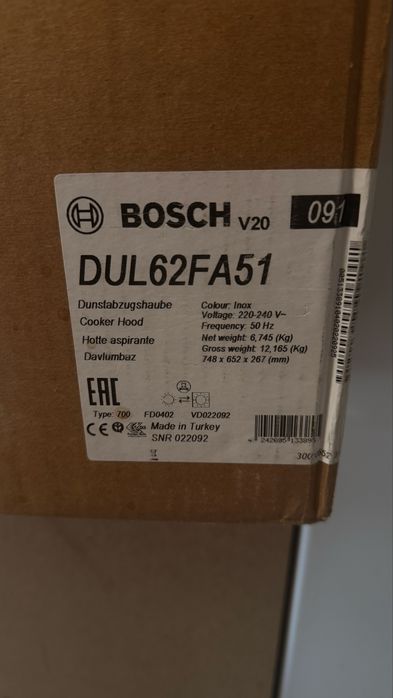 BOSCH V20 091
DUL62FA51
Dunstabzugshaube
Cooker Hood
Hotte aspirante
Davlumbaz
Colour: Inox
Voltage: 220-240 V~
Frequency: 50 Hz
Net weight: 6,745 (Kg)
Gross weight: 12,165 (Kg)
748 x 652 x 267 (mm)
EAC
Type: 700 FD0402 VD022092
CE Made in Turkey
SNR 022092